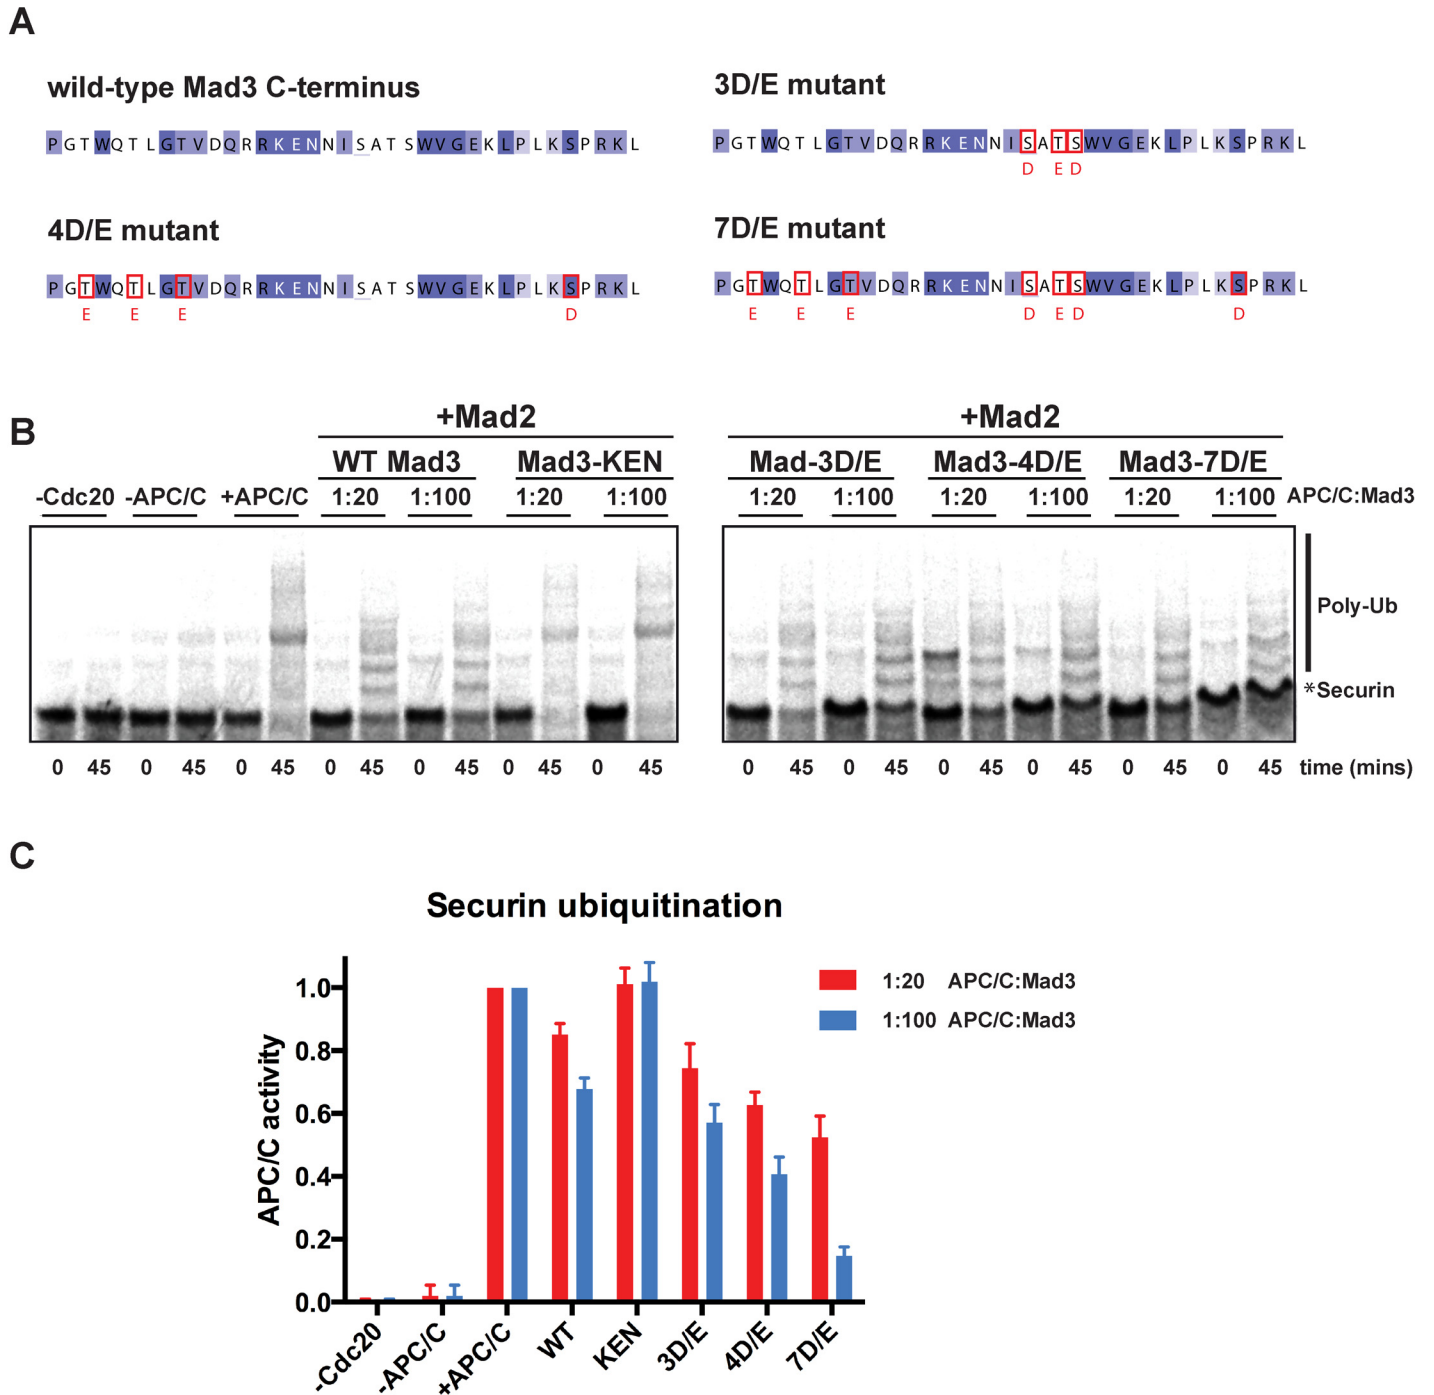 A
wild-type Mad3 C-terminus
PGTWQTLGTVDQRRKENNISATSWVGEKLPLKSPRKL
3D/E mutant
PGTWQTLGTVDQRRKENNISATSWVGEKLPLKSPRKL
D E D
4D/E mutant
PGTWQTLGTVDQRRKENNISATSWVGEKLPLKSPRKL
E E E D
7D/E mutant
PGTWQTLGTVDQRRKENNISATSWVGEKLPLKSPRKL
E E E D E D D
B
+Mad2 +Mad2
WT Mad3 Mad3-KEN Mad-3D/E Mad3-4D/E Mad3-7D/E
-Cdc20 -APC/C +APC/C 1:20 1:100 1:20 1:100 1:20 1:100 1:20 1:100 1:20 1:100 APC/C:Mad3
Poly-Ub
*Securin
0 45 0 45 0 45 0 45 0 45 0 45 0 45 0 45 0 45 0 45 0 45 0 45 0 45 time (mins)
C
Securin ubiquitination
1:20 APC/C:Mad3
1:100 APC/C:Mad3
APC/C activity
1.0
0.8
0.6
0.4
0.2
0.0
-Cdc20 -APC/C +APC/C WT KEN 3D/E 4D/E 7D/E